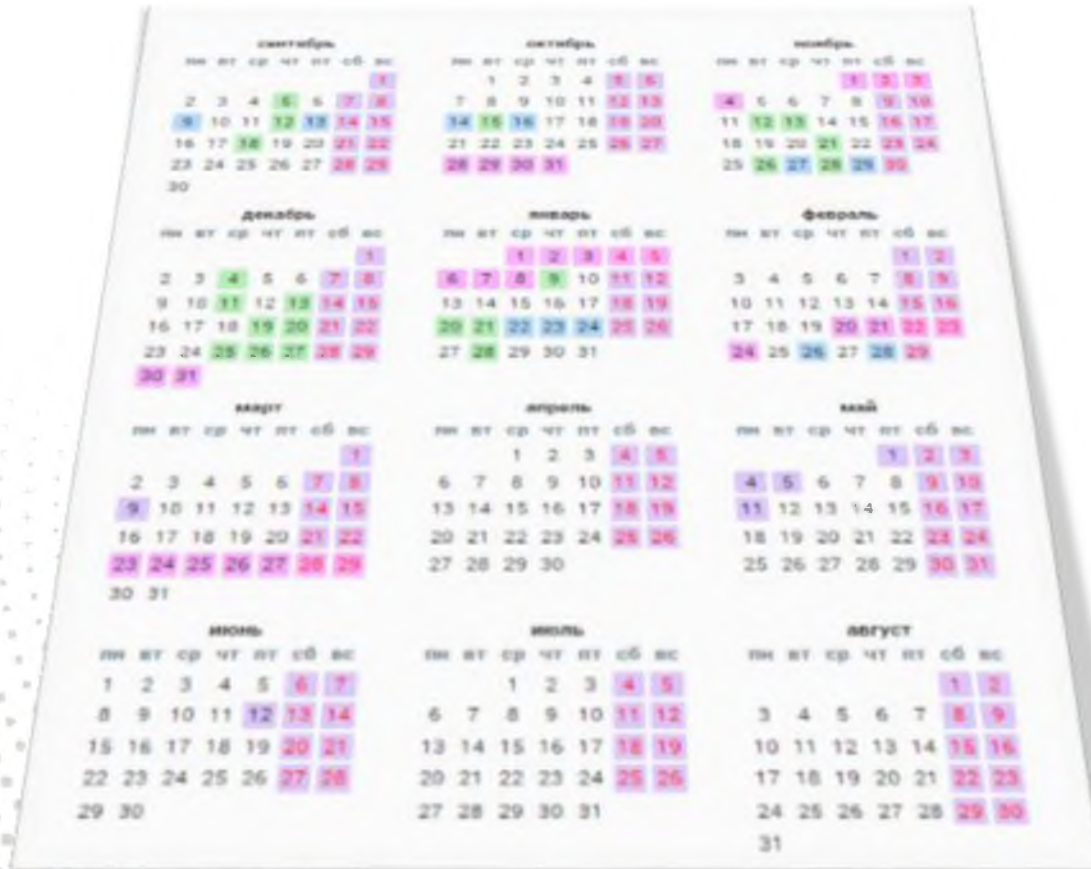 сентябрь
пн вт ср чт пт сб вс
1
2 3 4 5 6 7 8
9 10 11 12 13 14 15
16 17 18 19 20 21 22
23 24 25 26 27 28 29
30
октябрь
пн вт ср чт пт сб вс
1 2 3 4 5 6
7 8 9 10 11 12 13
14 15 16 17 18 19 20
21 22 23 24 25 26 27
28 29 30 31
ноябрь
пн вт ср чт пт сб вс
1 2 3
4 5 6 7 8 9 10
11 12 13 14 15 16 17
18 19 20 21 22 23 24
25 26 27 28 29 30
декабрь
пн вт ср чт пт сб вс
1
2 3 4 5 6 7 8
9 10 11 12 13 14 15
16 17 18 19 20 21 22
23 24 25 26 27 28 29
30 31
январь
пн вт ср чт пт сб вс
1 2 3 4 5
6 7 8 9 10 11 12
13 14 15 16 17 18 19
20 21 22 23 24 25 26
27 28 29 30 31
февраль
пн вт ср чт пт сб вс
1 2
3 4 5 6 7 8 9
10 11 12 13 14 15 16
17 18 19 20 21 22 23
24 25 26 27 28 29
март
пн вт ср чт пт сб вс
1
2 3 4 5 6 7 8
9 10 11 12 13 14 15
16 17 18 19 20 21 22
23 24 25 26 27 28 29
30 31
апрель
пн вт ср чт пт сб вс
1 2 3 4 5
6 7 8 9 10 11 12
13 14 15 16 17 18 19
20 21 22 23 24 25 26
27 28 29 30
май
пн вт ср чт пт сб вс
1 2 3
4 5 6 7 8 9 10
11 12 13 14 15 16 17
18 19 20 21 22 23 24
25 26 27 28 29 30 31
июнь
пн вт ср чт пт сб вс
1 2 3 4 5 6 7
8 9 10 11 12 13 14
15 16 17 18 19 20 21
22 23 24 25 26 27 28
29 30
июль
пн вт ср чт пт сб вс
1 2 3 4 5
6 7 8 9 10 11 12
13 14 15 16 17 18 19
20 21 22 23 24 25 26
27 28 29 30 31
август
пн вт ср чт пт сб вс
1 2
3 4 5 6 7 8 9
10 11 12 13 14 15 16
17 18 19 20 21 22 23
24 25 26 27 28 29 30
31